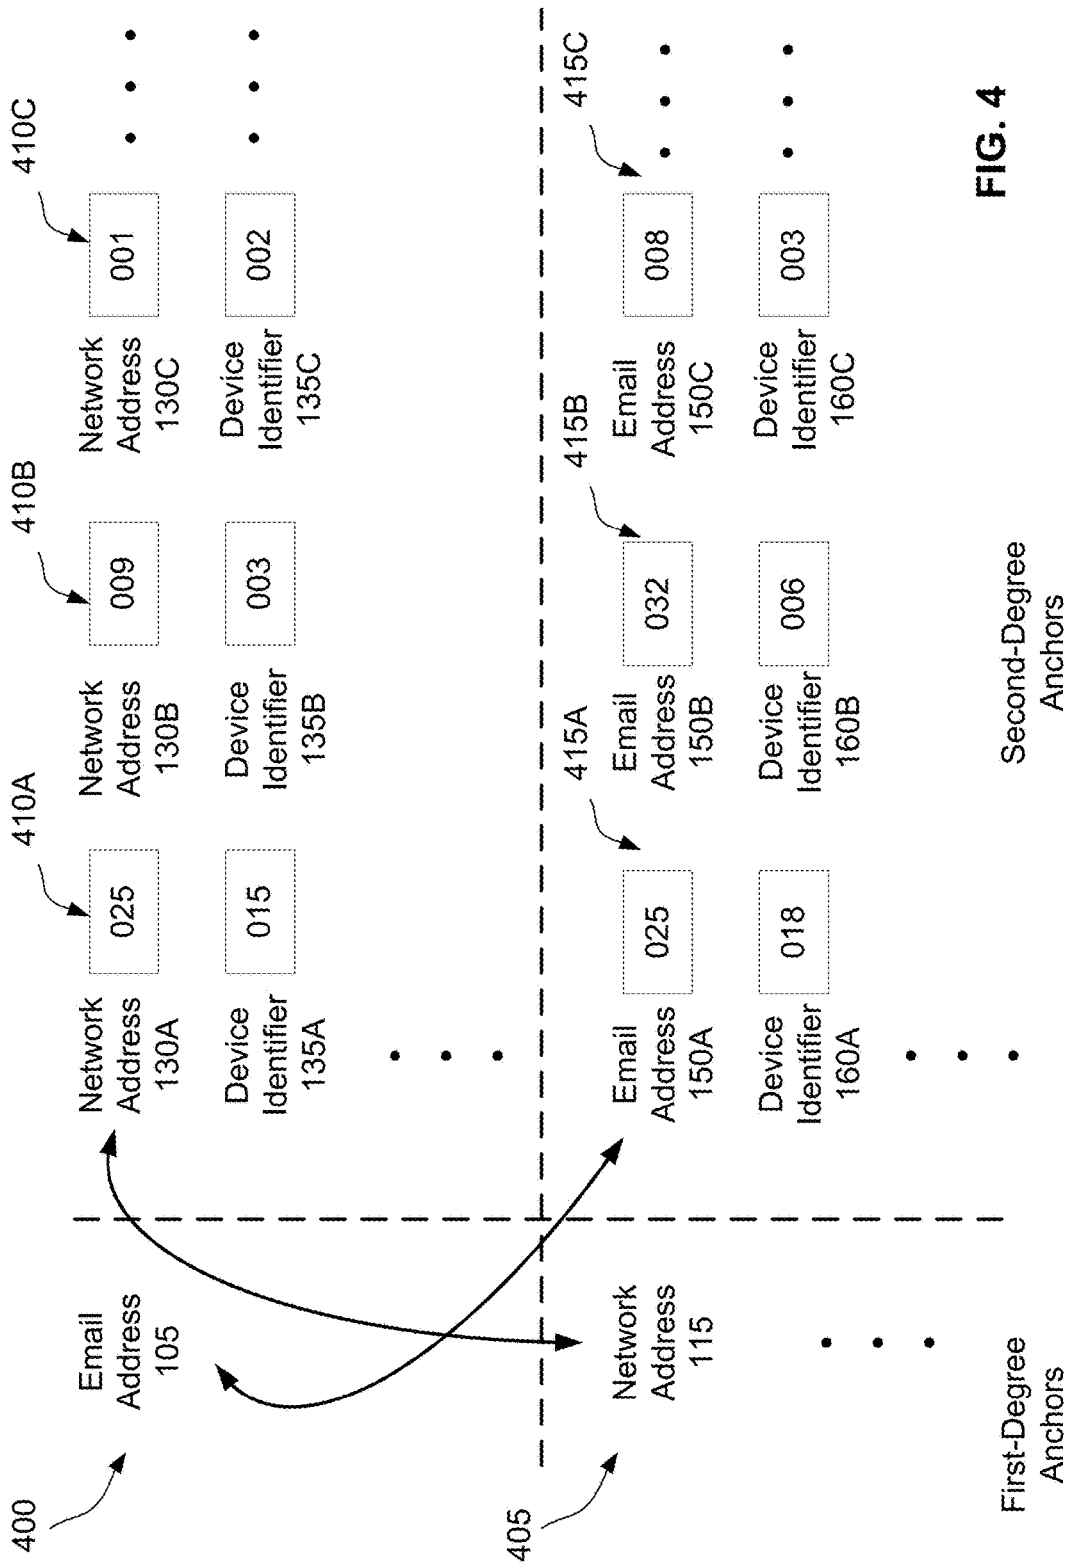 400
410A
410B
410C
Email
Address
105
Network
Address
130A
025
Network
Address
130B
009
Network
Address
130C
001
Device
Identifier
135A
015
Device
Identifier
135B
003
Device
Identifier
135C
002
405
415A
415B
415C
Network
Address
115
Email
Address
150A
025
Email
Address
150B
032
Email
Address
150C
008
Device
Identifier
160A
018
Device
Identifier
160B
006
Device
Identifier
160C
003
First-Degree
Anchors
Second-Degree
Anchors
FIG. 4